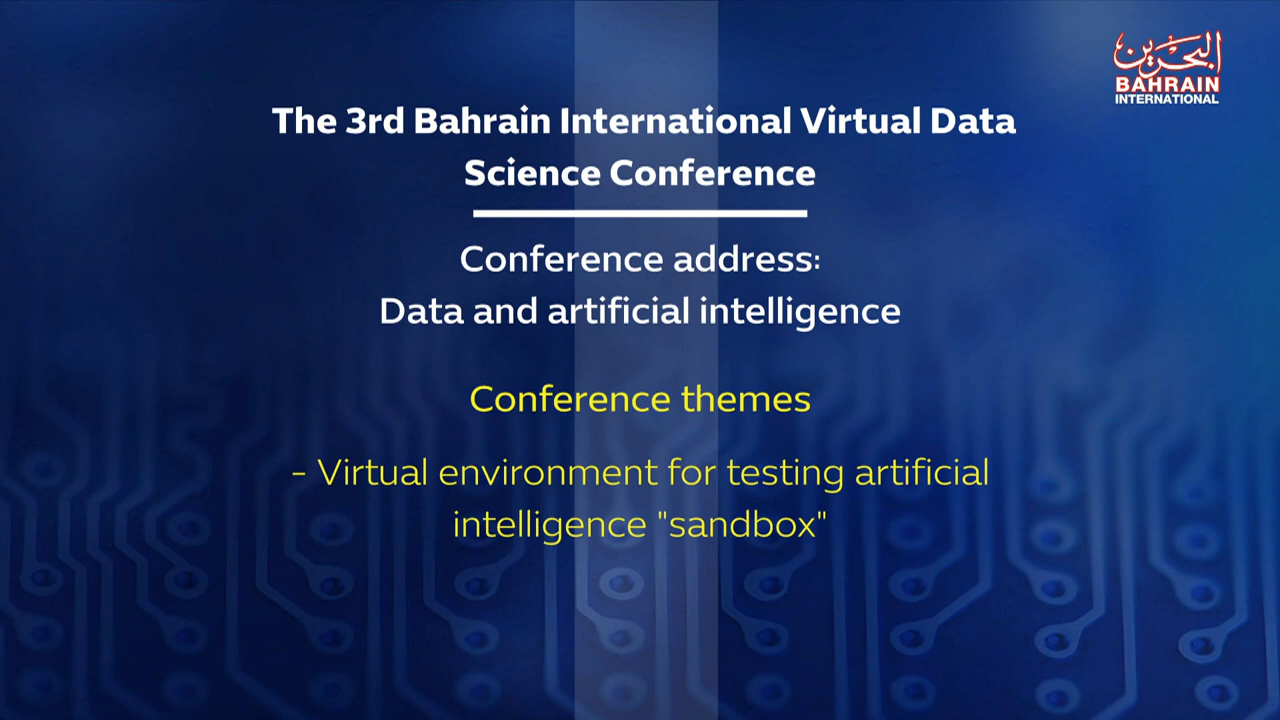 البحرين
BAHRAIN
INTERNATIONAL
The 3rd Bahrain International Virtual Data
Science Conference
Conference address:
Data and artificial intelligence
Conference themes
- Virtual environment for testing artificial
intelligence "sandbox"